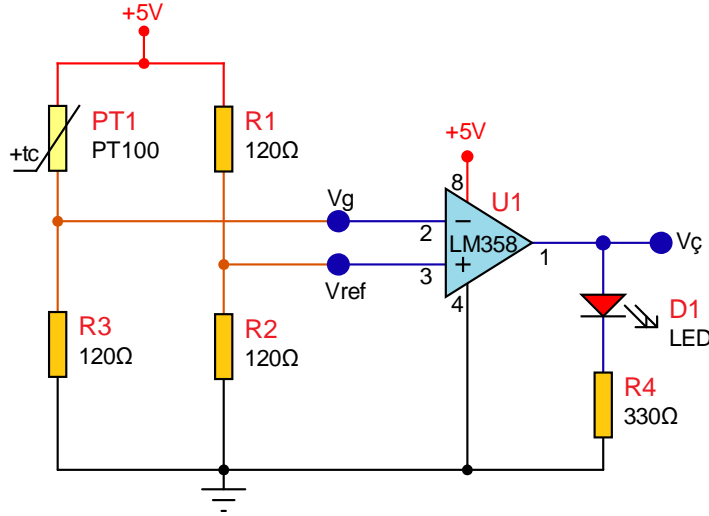 +5V
PT1
PT100
+tc
R1
120Ω
+5V
8
U1
Vg
2
−
LM358
1
Vç
+
3
Vref
4
R3
120Ω
R2
120Ω
D1
LED
R4
330Ω